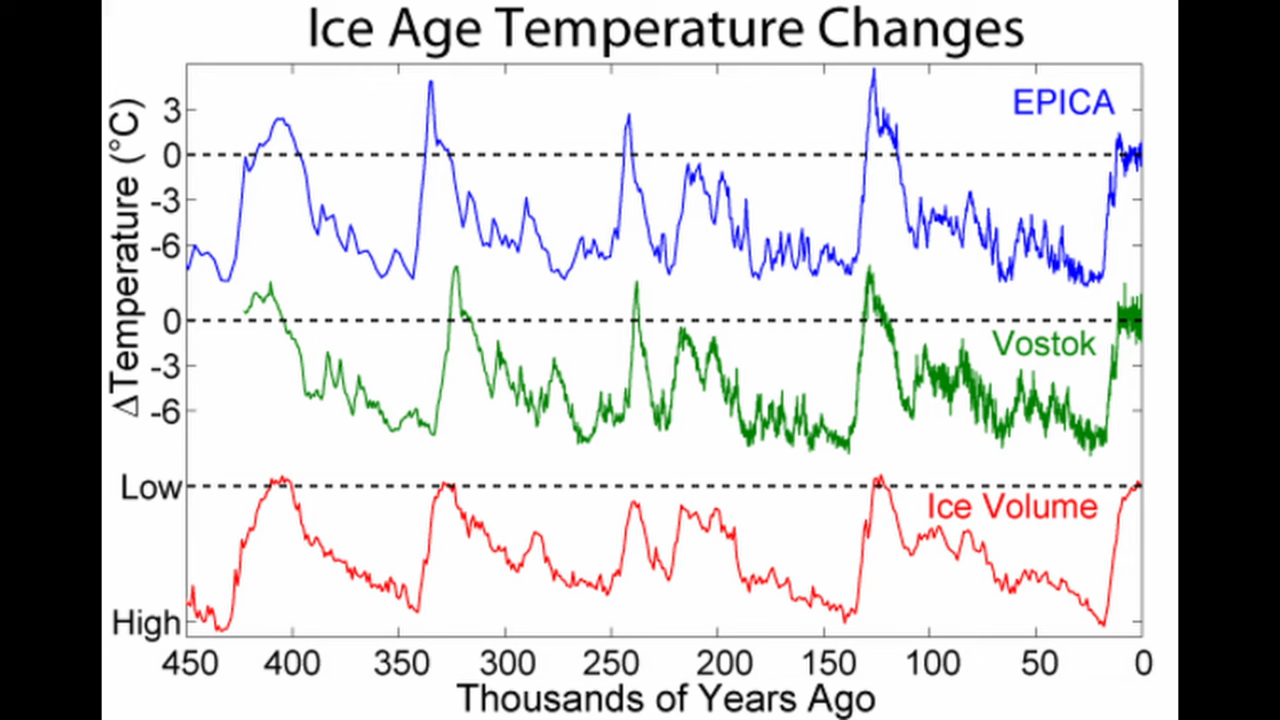 Ice Age Temperature Changes
EPICA
3
0
-3
-6
ΔTemperature (°C)
Vostok
0
-3
-6
Low
Ice Volume
High
450 400 350 300 250 200 150 100 50 0
Thousands of Years Ago